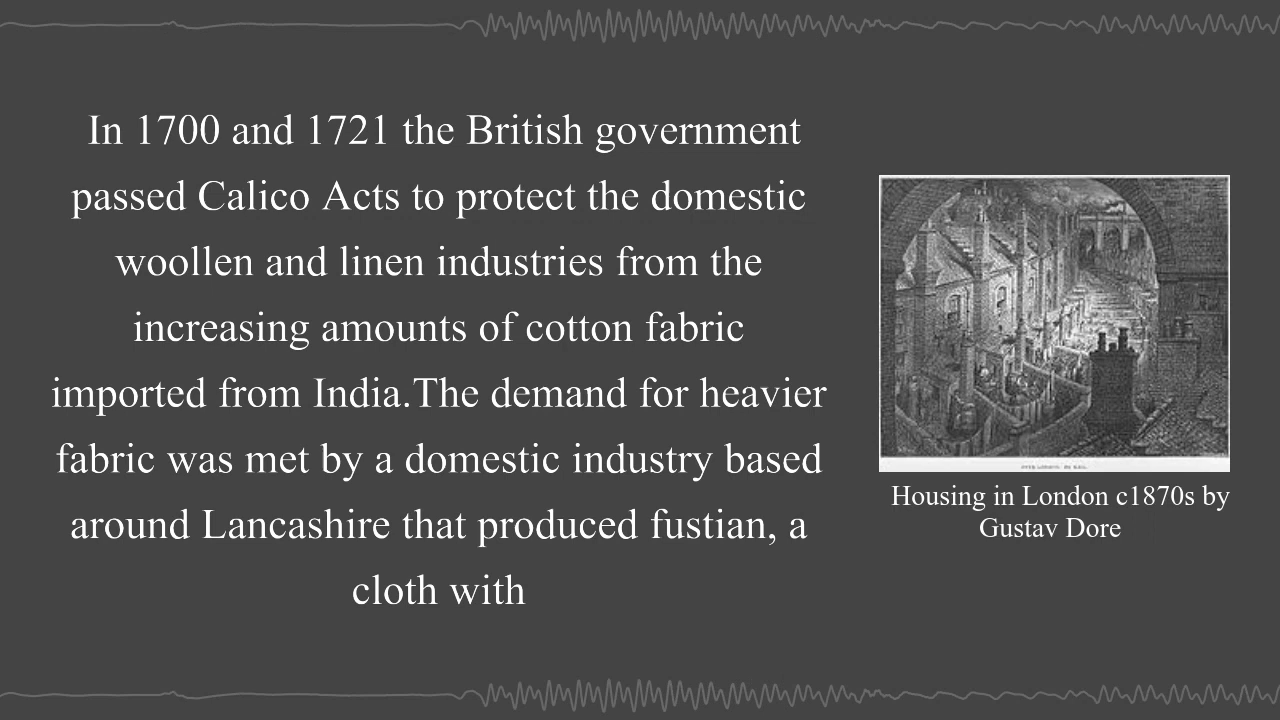 In 1700 and 1721 the British government
passed Calico Acts to protect the domestic
woollen and linen industries from the
increasing amounts of cotton fabric
imported from India.The demand for heavier
fabric was met by a domestic industry based
around Lancashire that produced fustian, a
cloth with
Housing in London c1870s by
Gustav Dore